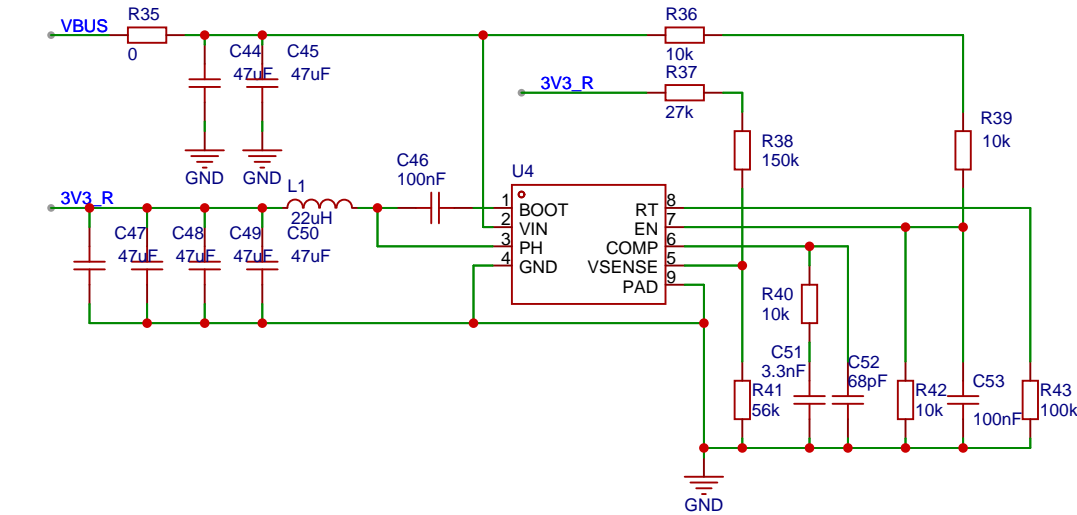 R35
R36
VBUS
C44
C45
0
10k
47uF
47uF
R37
3V3_R
27k
R39
10k
R38
150k
C46
100nF
U4
GND
GND
L1
3V3_R
22uH
1
BOOT
RT
8
2
VIN
EN
7
3
PH
COMP
6
4
GND
VSENSE
5
PAD
9
C47
C48
C49
C50
47uF
47uF
47uF
47uF
R40
10k
C51
3.3nF
C52
68pF
R41
56k
R42
10k
C53
100nF
R43
100k
GND